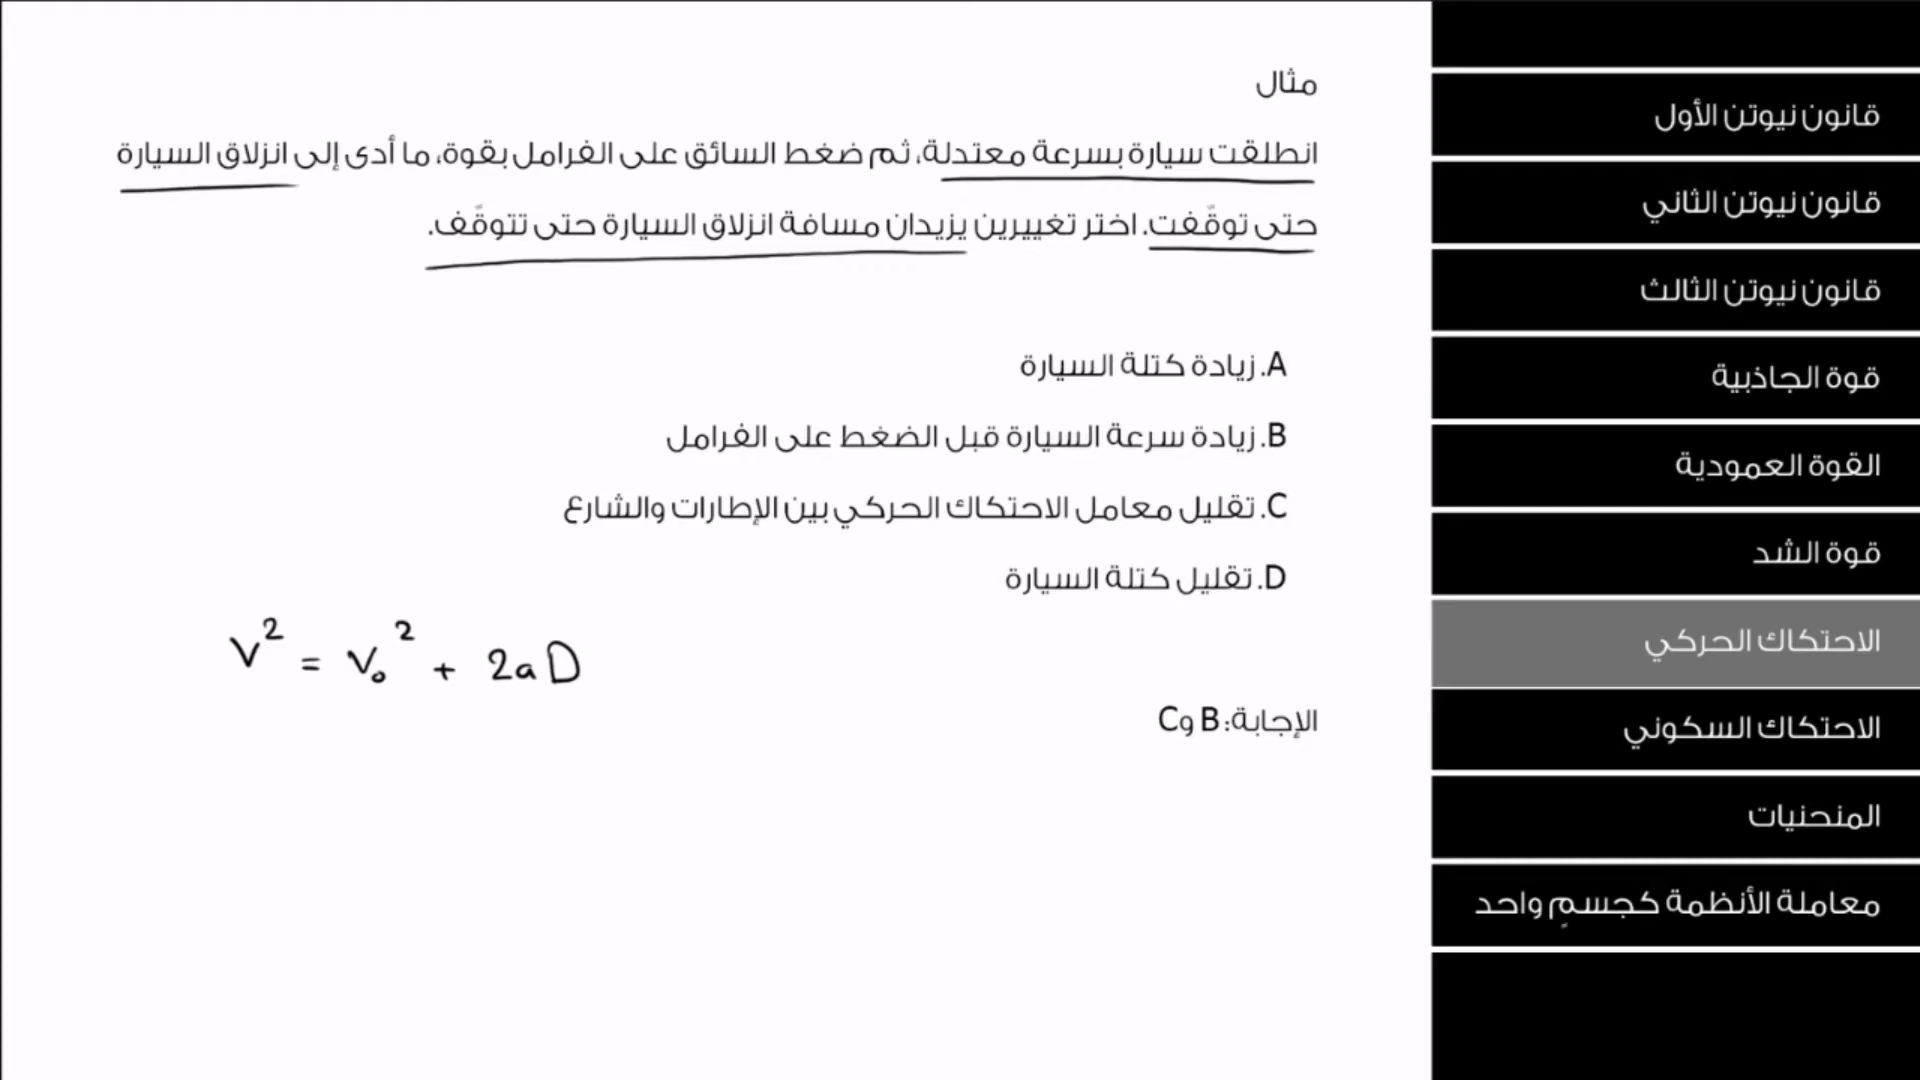 مثال
انطلقت سيارة بسرعة معتدلة، ثم ضغط السائق على الفرامل بقوة، ما أدى إلى انزلاق السيارة
حتى توقّفت. اختر تغييرين يزيدان مسافة انزلاق السيارة حتى تتوقّف.
A. زيادة كتلة السيارة
B. زيادة سرعة السيارة قبل الضغط على الفرامل
C. تقليل معامل الاحتكاك الحركي بين الإطارات والشارع
D. تقليل كتلة السيارة
v² = v₀² + 2aD
الإجابة: B وC
قانون نيوتن الأول
قانون نيوتن الثاني
قانون نيوتن الثالث
قوة الجاذبية
القوة العمودية
قوة الشد
الاحتكاك الحركي
الاحتكاك السكوني
المنحنيات
معاملة الأنظمة كجسمٍ واحد